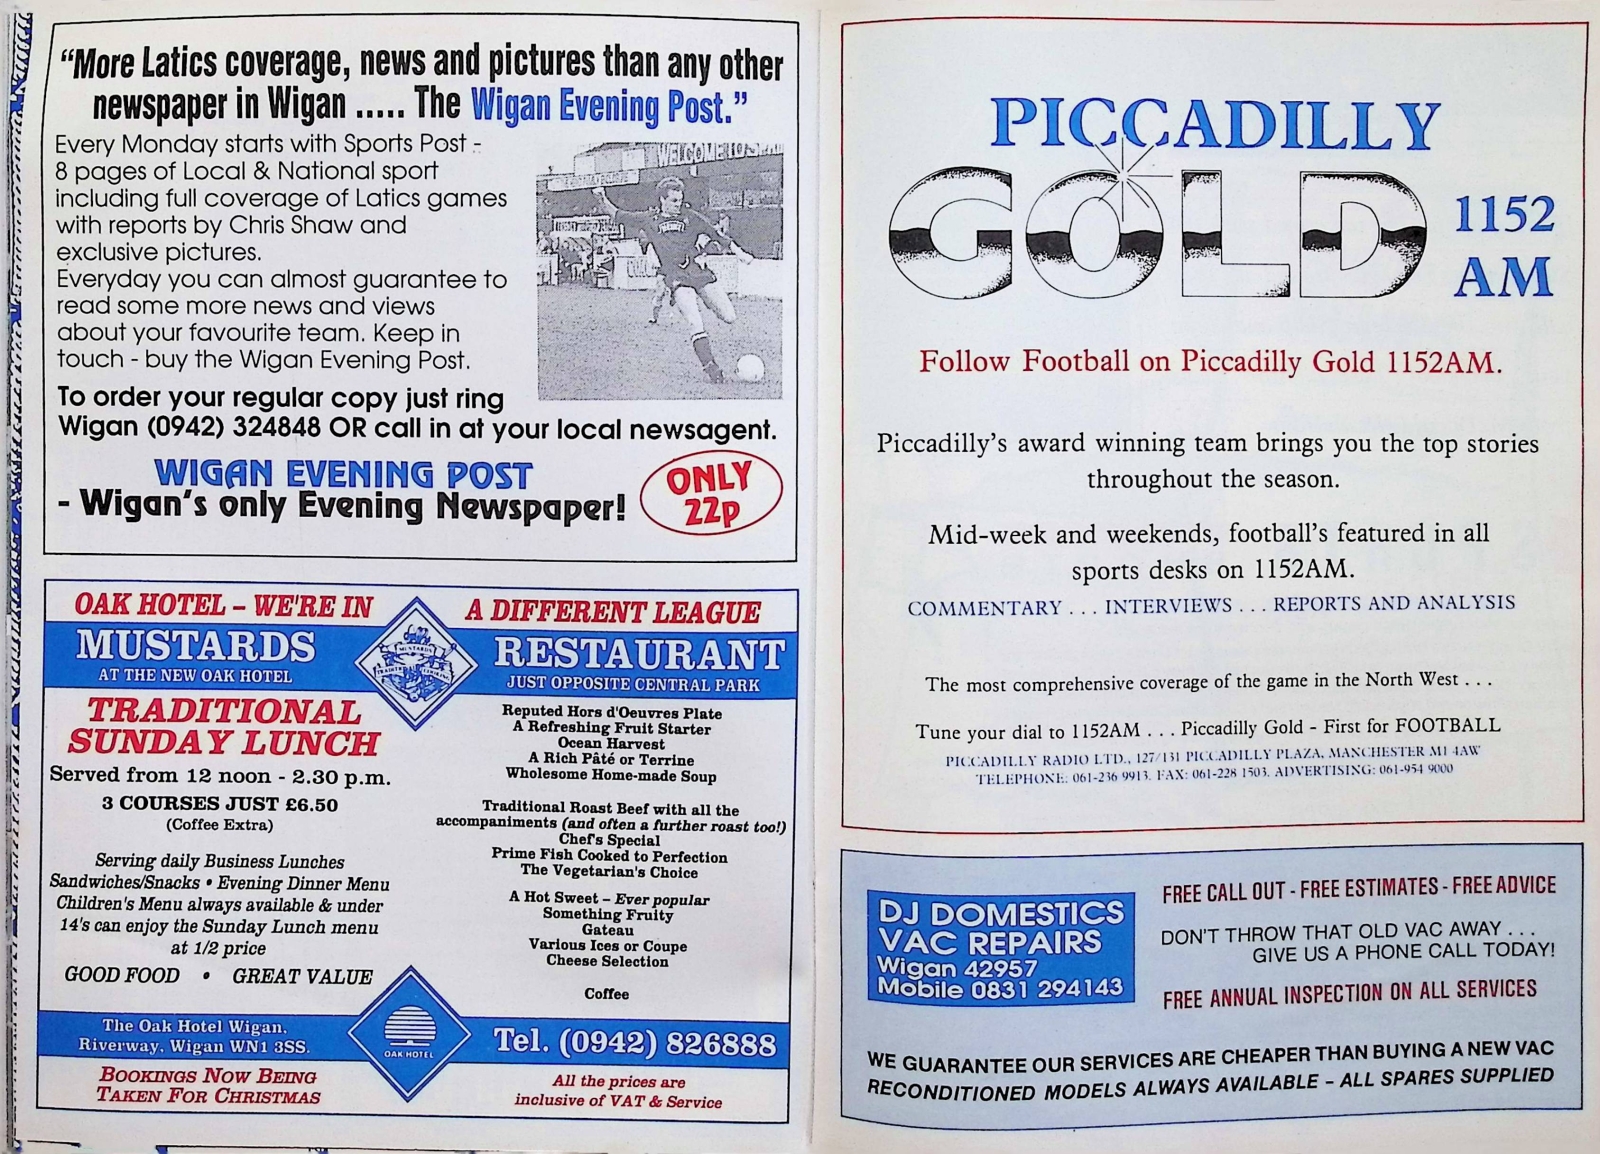 “More Latics coverage, news and pictures than any other
newspaper in Wigan ..... The Wigan Evening Post.”
Every Monday starts with Sports Post -
8 pages of Local & National sport
including full coverage of Latics games
with reports by Chris Shaw and
exclusive pictures.
Everyday you can almost guarantee to
read some more news and views
about your favourite team. Keep in
touch - buy the Wigan Evening Post.
WELCOME TO
To order your regular copy just ring
Wigan (0942) 324848 OR call in at your local newsagent.
WIGAN EVENING POST
- Wigan's only Evening Newspaper!
ONLY
22p
OAK HOTEL – WE'RE IN A DIFFERENT LEAGUE
MUSTARDS RESTAURANT
AT THE NEW OAK HOTEL JUST OPPOSITE CENTRAL PARK
MUSTARDS
TRADITIONAL
SUNDAY LUNCH
Served from 12 noon - 2.30 p.m.
3 COURSES JUST £6.50
(Coffee Extra)
Serving daily Business Lunches
Sandwiches/Snacks • Evening Dinner Menu
Children's Menu always available & under
14's can enjoy the Sunday Lunch menu
at 1/2 price
GOOD FOOD • GREAT VALUE
Reputed Hors d'Oeuvres Plate
A Refreshing Fruit Starter
Ocean Harvest
A Rich Pâté or Terrine
Wholesome Home-made Soup
Traditional Roast Beef with all the
accompaniments (and often a further roast too!)
Chef's Special
Prime Fish Cooked to Perfection
The Vegetarian's Choice
A Hot Sweet – Ever popular
Something Fruity
Gateau
Various Ices or Coupe
Cheese Selection
Coffee
The Oak Hotel Wigan,
Riverway, Wigan WN1 3SS.
OAK HOTEL
Tel. (0942) 826888
BOOKINGS NOW BEING
TAKEN FOR CHRISTMAS
All the prices are
inclusive of VAT & Service
PICCADILLY
GOLD
1152
AM
Follow Football on Piccadilly Gold 1152AM.
Piccadilly's award winning team brings you the top stories
throughout the season.
Mid-week and weekends, football's featured in all
sports desks on 1152AM.
COMMENTARY . . . INTERVIEWS . . . REPORTS AND ANALYSIS
The most comprehensive coverage of the game in the North West . . .
Tune your dial to 1152AM . . . Piccadilly Gold - First for FOOTBALL
PICCADILLY RADIO LTD., 127/131 PICCADILLY PLAZA, MANCHESTER M1 4AW
TELEPHONE: 061-236 9913. FAX: 061-228 1503. ADVERTISING: 061-954 9000
DJ DOMESTICS
VAC REPAIRS
Wigan 42957
Mobile 0831 294143
FREE CALL OUT - FREE ESTIMATES - FREE ADVICE
DON'T THROW THAT OLD VAC AWAY . . .
GIVE US A PHONE CALL TODAY!
FREE ANNUAL INSPECTION ON ALL SERVICES
WE GUARANTEE OUR SERVICES ARE CHEAPER THAN BUYING A NEW VAC
RECONDITIONED MODELS ALWAYS AVAILABLE – ALL SPARES SUPPLIED